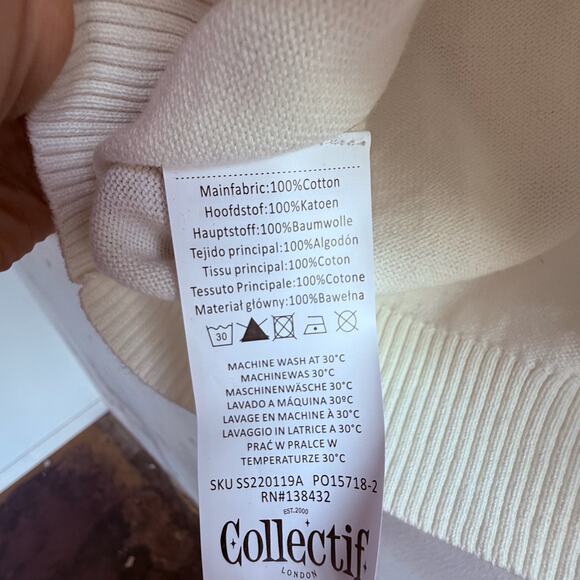 Mainfabric:100%Cotton
Hoofdstof:100%Katoen
Hauptstoff:100%Baumwolle
Tejido principal:100%Algodón
Tissu principal:100%Coton
Tessuto Principale:100%Cotone
Materiał główny:100%Bawełna
30
MACHINE WASH AT 30°C
MACHINEWAS 30°C
MASCHINENWÄSCHE 30°C
LAVADO A MÁQUINA 30ºC
LAVAGE EN MACHINE À 30°C
LAVAGGIO IN LATRICE A 30°C
PRAĆ W PRALCE W
TEMPERATURZE 30°C
SKU SS220119A PO15718-2
RN#138432
EST.2000
Collectif
LONDON